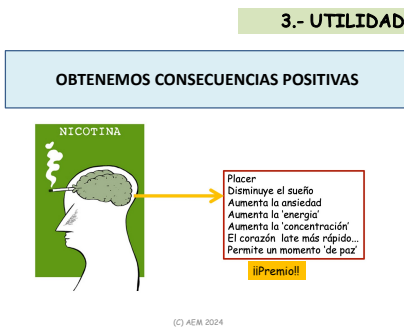 3.- UTILIDAD
OBTENEMOS CONSECUENCIAS POSITIVAS
NICOTINA
Placer
Disminuye el sueño
Aumenta la ansiedad
Aumenta la 'energia'
Aumenta la 'concentración'
El corazón late más rápido...
Permite un momento 'de paz'
¡¡Premio!!
(C) AEM 2024